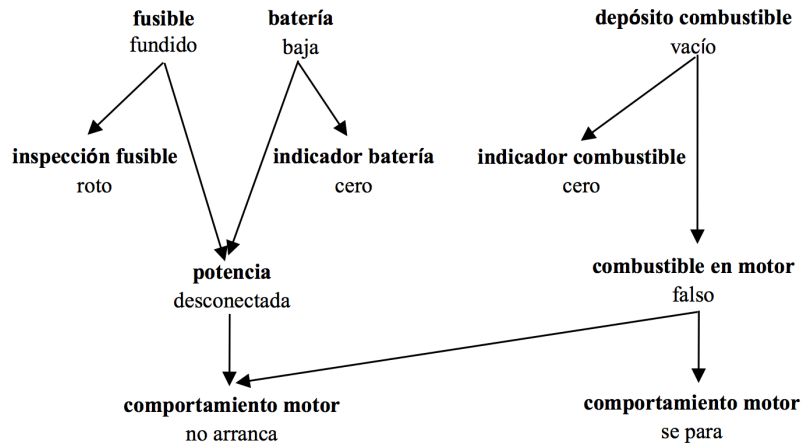 fusible
fundido
batería
baja
depósito combustible
vacío
inspección fusible
roto
indicador batería
cero
indicador combustible
cero
potencia
desconectada
combustible en motor
falso
comportamiento motor
no arranca
comportamiento motor
se para